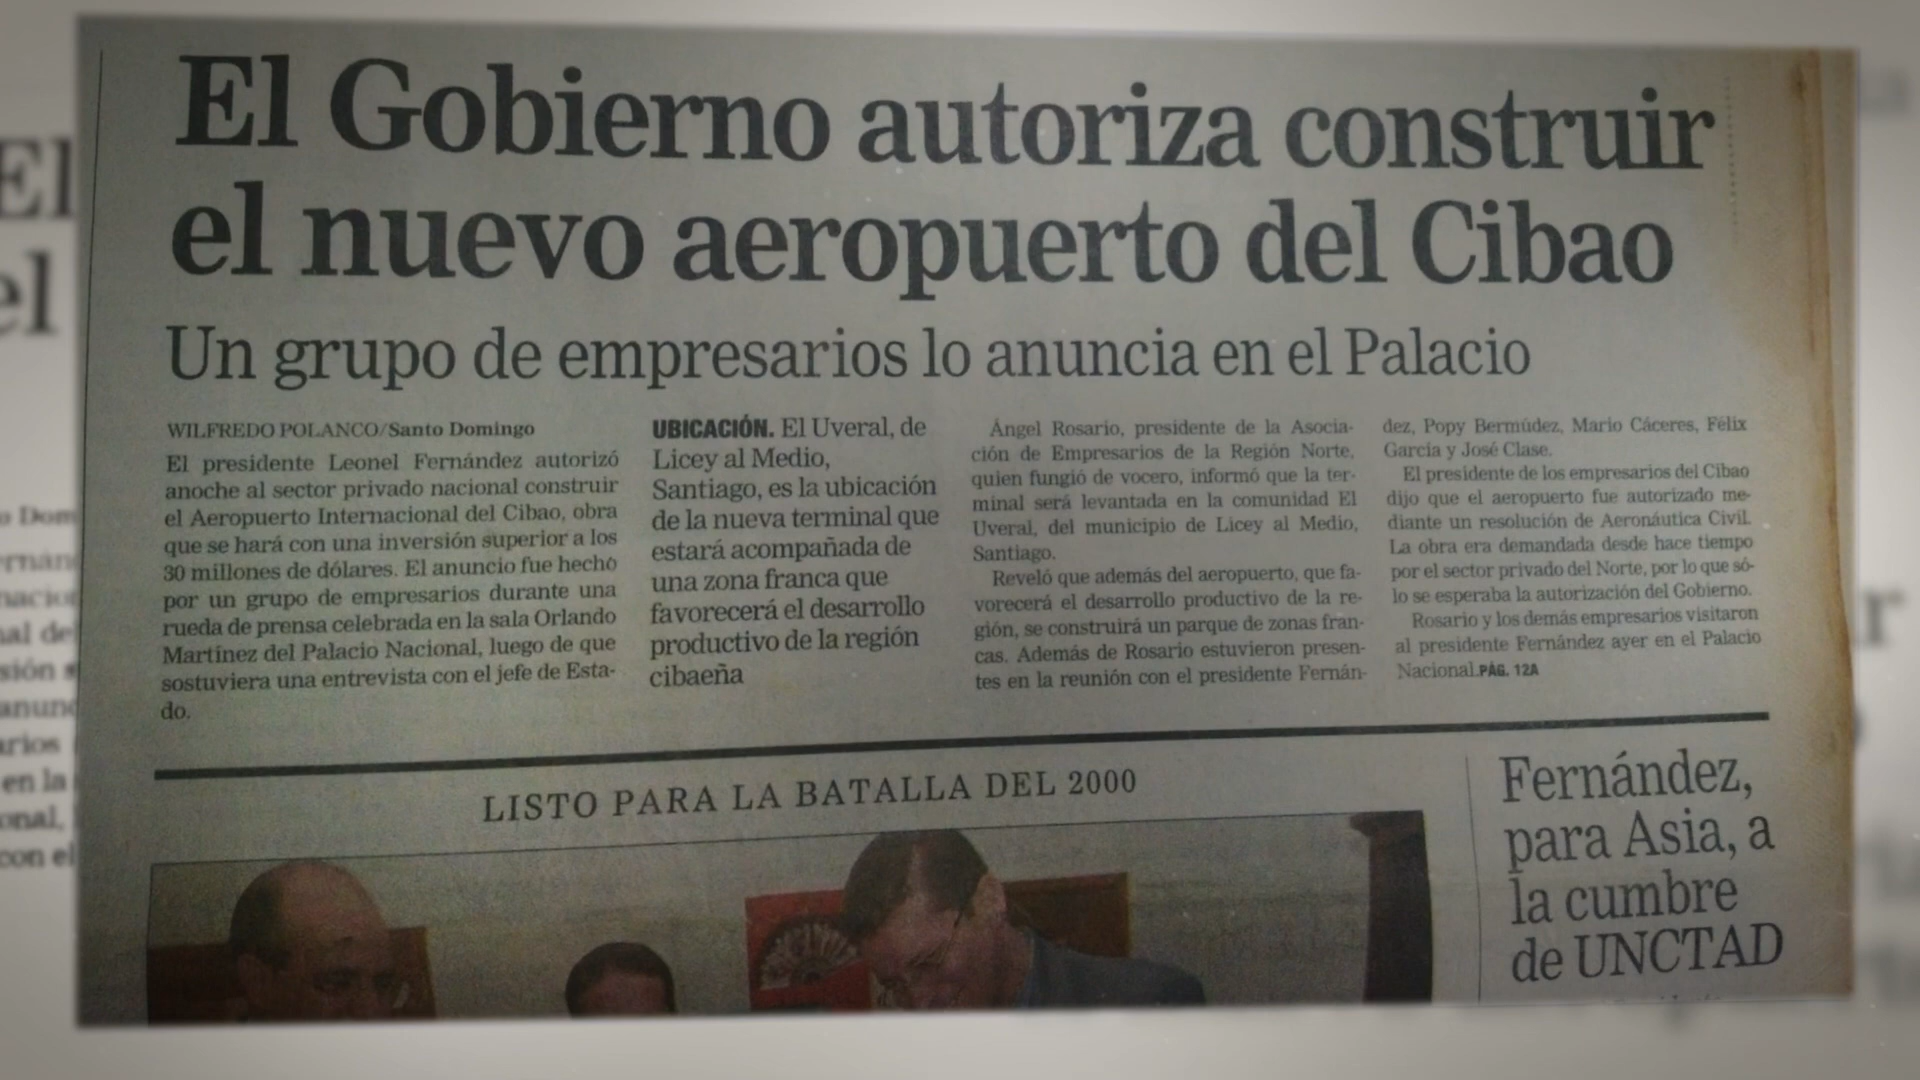 El Gobierno autoriza construir
el nuevo aeropuerto del Cibao
Un grupo de empresarios lo anuncia en el Palacio
WILFREDO POLANCO/Santo Domingo
El presidente Leonel Fernández autorizó
anoche al sector privado nacional construir
el Aeropuerto Internacional del Cibao, obra
que se hará con una inversión superior a los
30 millones de dólares. El anuncio fue hecho
por un grupo de empresarios durante una
rueda de prensa celebrada en la sala Orlando
Martínez del Palacio Nacional, luego de que
sostuviera una entrevista con el jefe de Esta-
do.
UBICACIÓN. El Uveral, de
Licey al Medio,
Santiago, es la ubicación
de la nueva terminal que
estará acompañada de
una zona franca que
favorecerá el desarrollo
productivo de la región
cibaeña
Ángel Rosario, presidente de la Asocia-
ción de Empresarios de la Región Norte,
quien fungió de vocero, informó que la ter-
minal será levantada en la comunidad El
Uveral, del municipio de Licey al Medio,
Santiago.
Reveló que además del aeropuerto, que fa-
vorecerá el desarrollo productivo de la re-
gión, se construirá un parque de zonas fran-
cas. Además de Rosario estuvieron presen-
tes en la reunión con el presidente Fernán-
dez, Popy Bermúdez, Mario Cáceres, Félix
García y José Clase.
El presidente de los empresarios del Cibao
dijo que el aeropuerto fue autorizado me-
diante un resolución de Aeronáutica Civil.
La obra era demandada desde hace tiempo
por el sector privado del Norte, por lo que só-
lo se esperaba la autorización del Gobierno.
Rosario y los demás empresarios visitaron
al presidente Fernández ayer en el Palacio
Nacional.PÁG. 12A
LISTO PARA LA BATALLA DEL 2000
Fernández,
para Asia, a
la cumbre
de UNCTAD